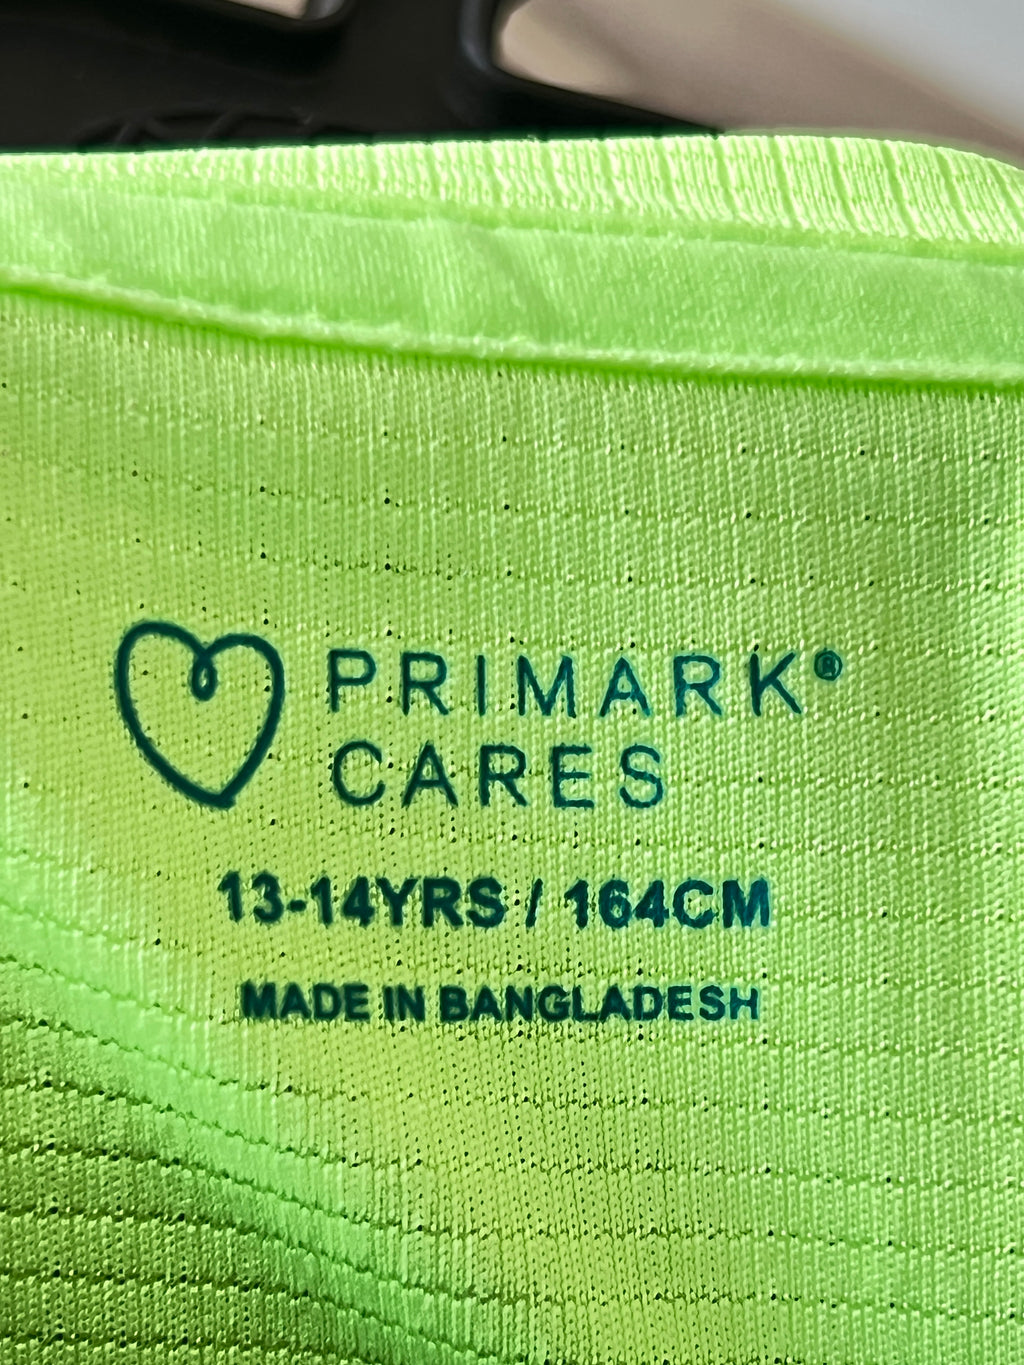 PRIMARK®
CARES
13-14YRS / 164CM
MADE IN BANGLADESH